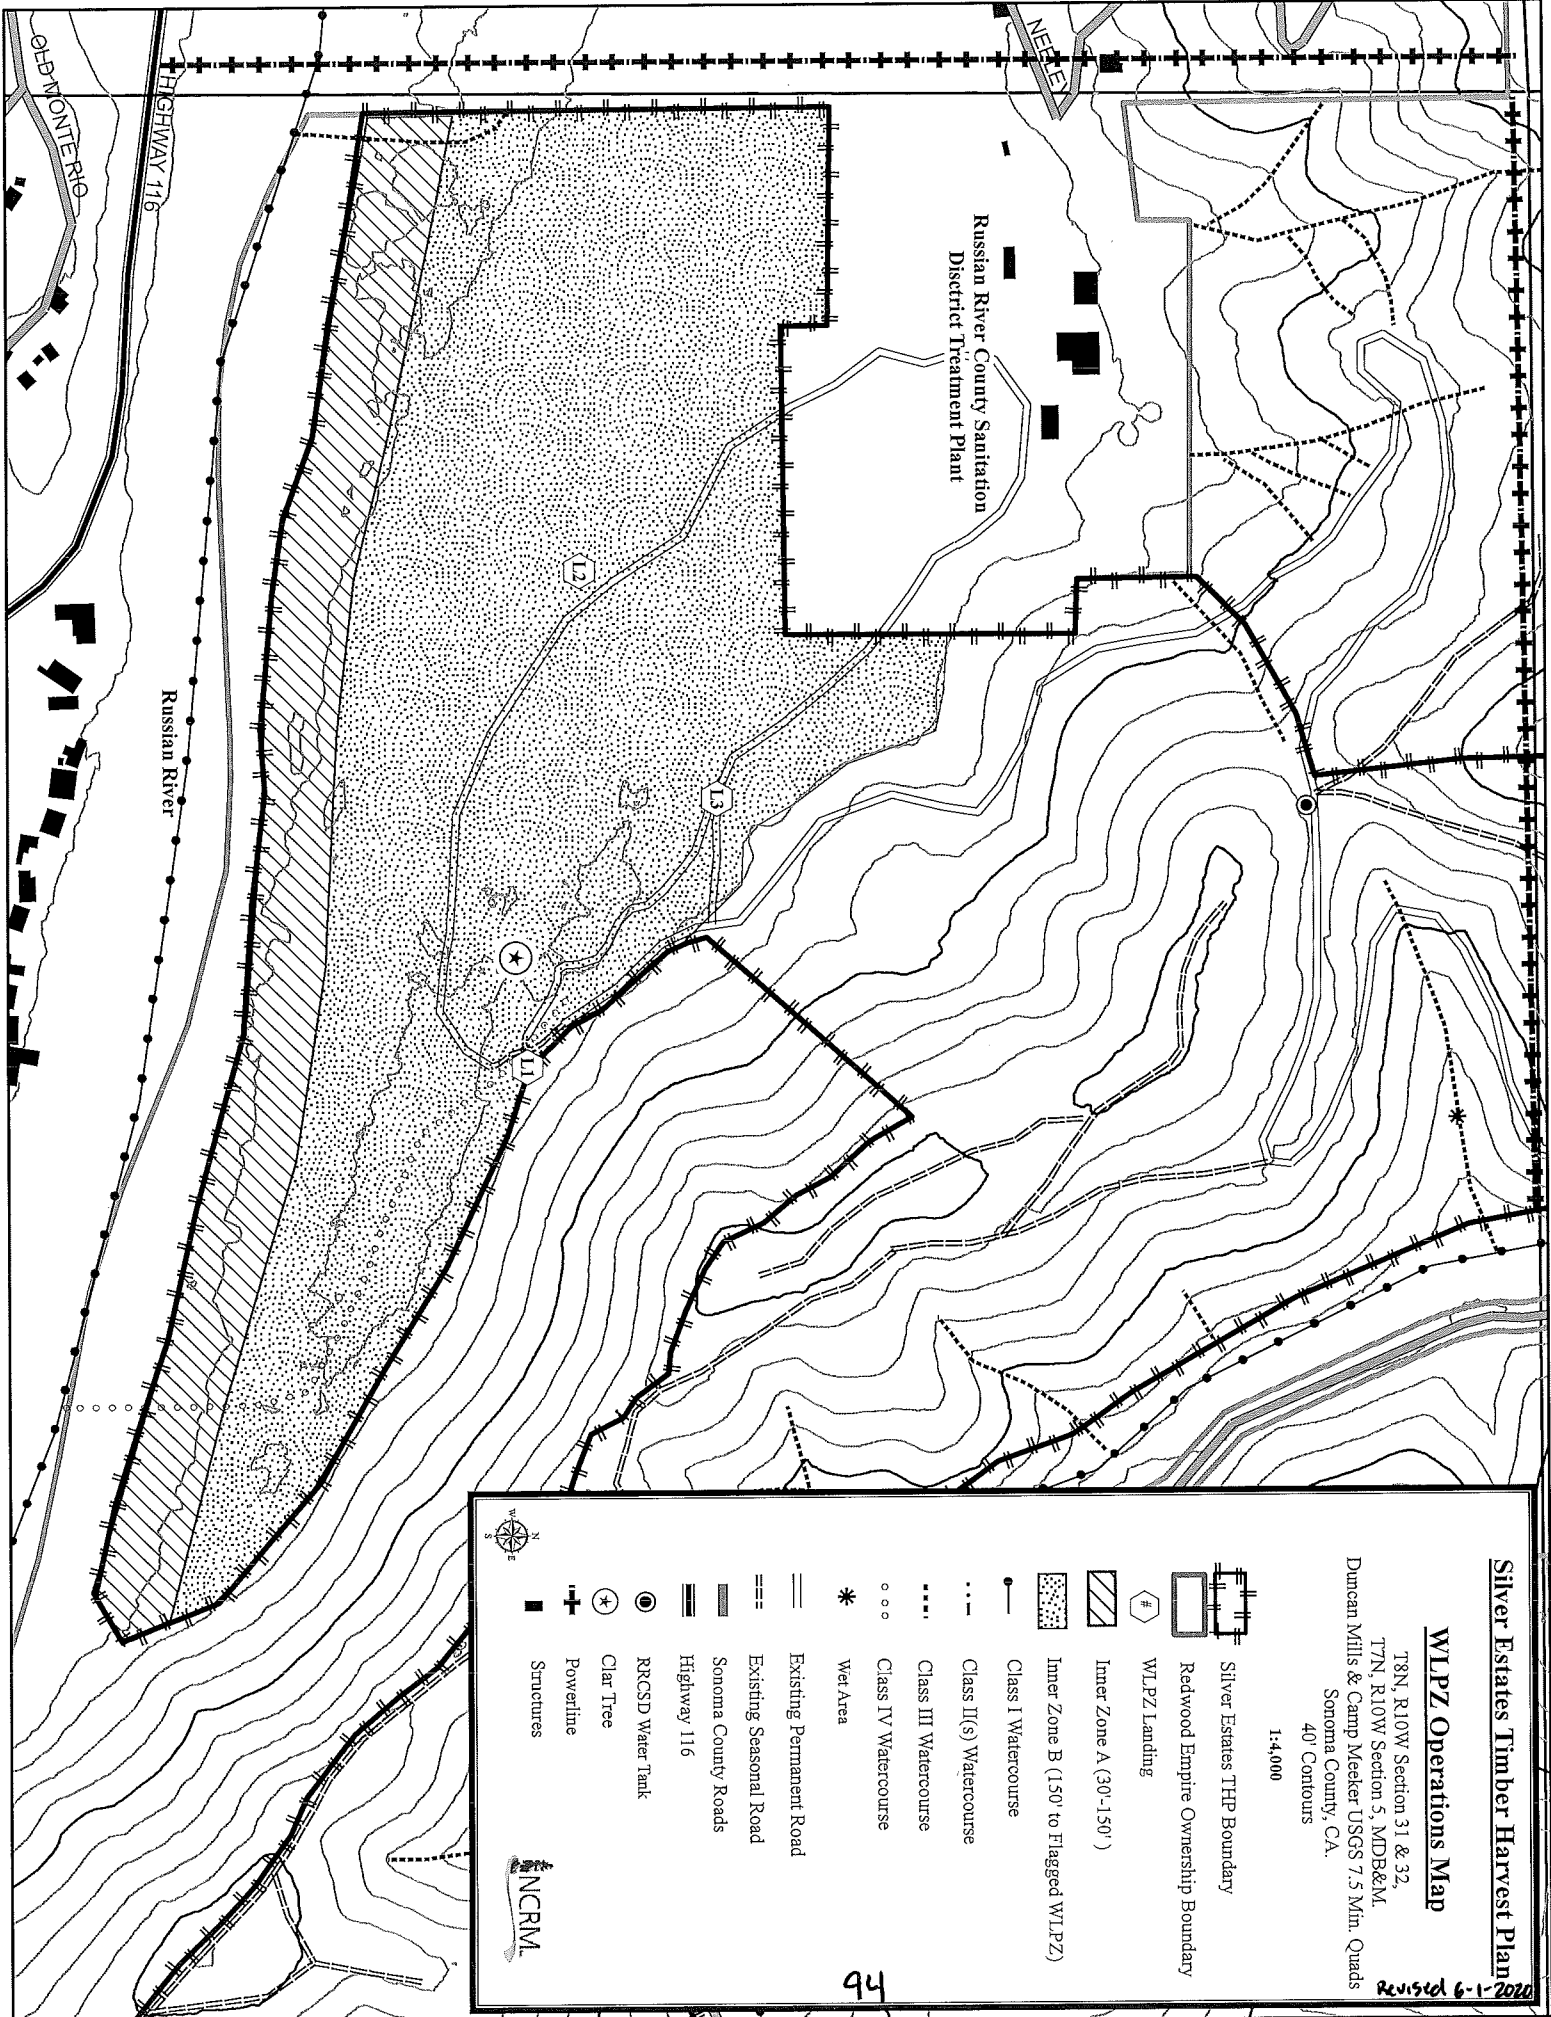 Silver Estates Timber Harvest Plan
WLPZ Operations Map
T8N, R10W Section 31 & 32,
T7N, R10W Section 5, MDB&M.
Duncan Mills & Camp Meeker USGS 7.5 Min. Quads
Sonoma County, CA.
40' Contours
1:4,000
Revised 6-1-2020
Silver Estates THP Boundary
Redwood Empire Ownership Boundary
#
WLPZ Landing
Inner Zone A (30'-150')
Inner Zone B (150' to Flagged WLPZ)
Class I Watercourse
Class II(s) Watercourse
Class III Watercourse
Class IV Watercourse
Wet Area
Existing Permanent Road
Existing Seasonal Road
Sonoma County Roads
Highway 116
RRCSD Water Tank
Clar Tree
Powerline
Structures
N
E
S
W
NCRM
94
NEELEY
Russian River County Sanitation
Disctrict Treatment Plant
HIGHWAY 116
OLD MONTE RIO
Russian River
L2
L3
L1